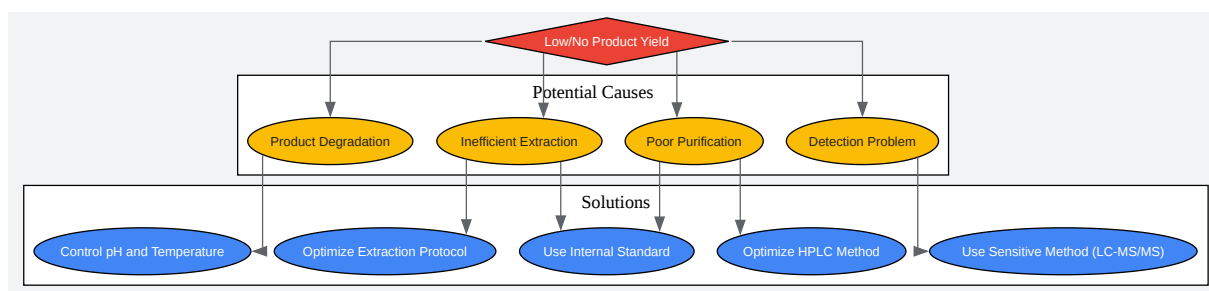 Low/No Product Yield
Potential Causes
Product Degradation
Inefficient Extraction
Poor Purification
Detection Problem
Solutions
Control pH and Temperature
Optimize Extraction Protocol
Use Internal Standard
Optimize HPLC Method
Use Sensitive Method (LC-MS/MS)